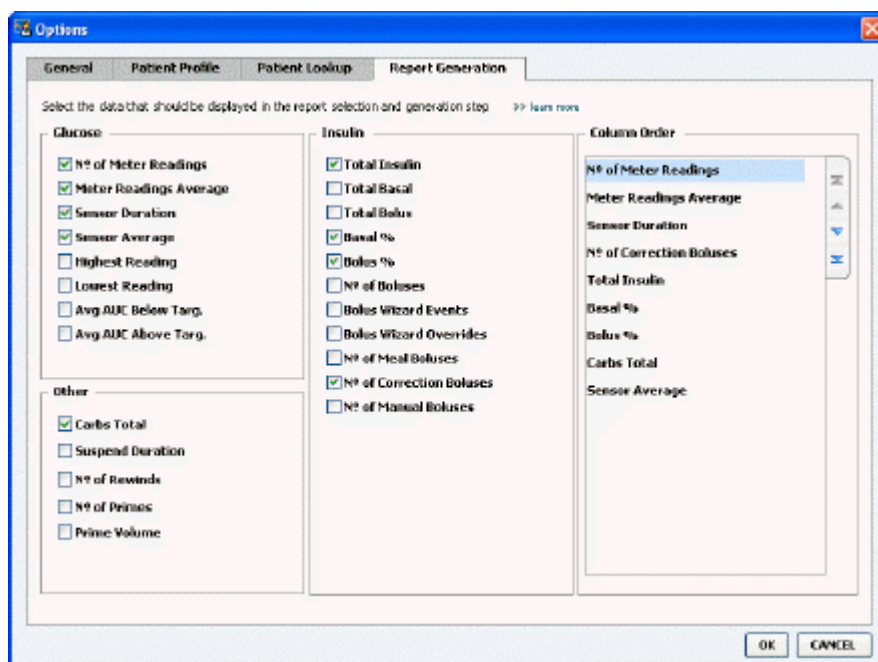 Options
General
Patient Profile
Patient Lookup
Report Generation
Select the data that should be displayed in the report selection and generation step >> learn more
Glucose
Nº of Meter Readings
Meter Readings Average
Sensor Duration
Sensor Average
Highest Reading
Lowest Reading
Avg AUC Below Targ.
Avg AUC Above Targ.
Other
Carbs Total
Suspend Duration
Nº of Rewinds
Nº of Primes
Prime Volume
Insulin
Total Insulin
Total Basal
Total Bolus
Basal %
Bolus %
Nº of Boluses
Bolus Wizard Events
Bolus Wizard Overrides
Nº of Meal Boluses
Nº of Correction Boluses
Nº of Manual Boluses
Column Order
Nº of Meter Readings
Meter Readings Average
Sensor Duration
Nº of Correction Boluses
Total Insulin
Basal %
Bolus %
Carbs Total
Sensor Average
OK
CANCEL